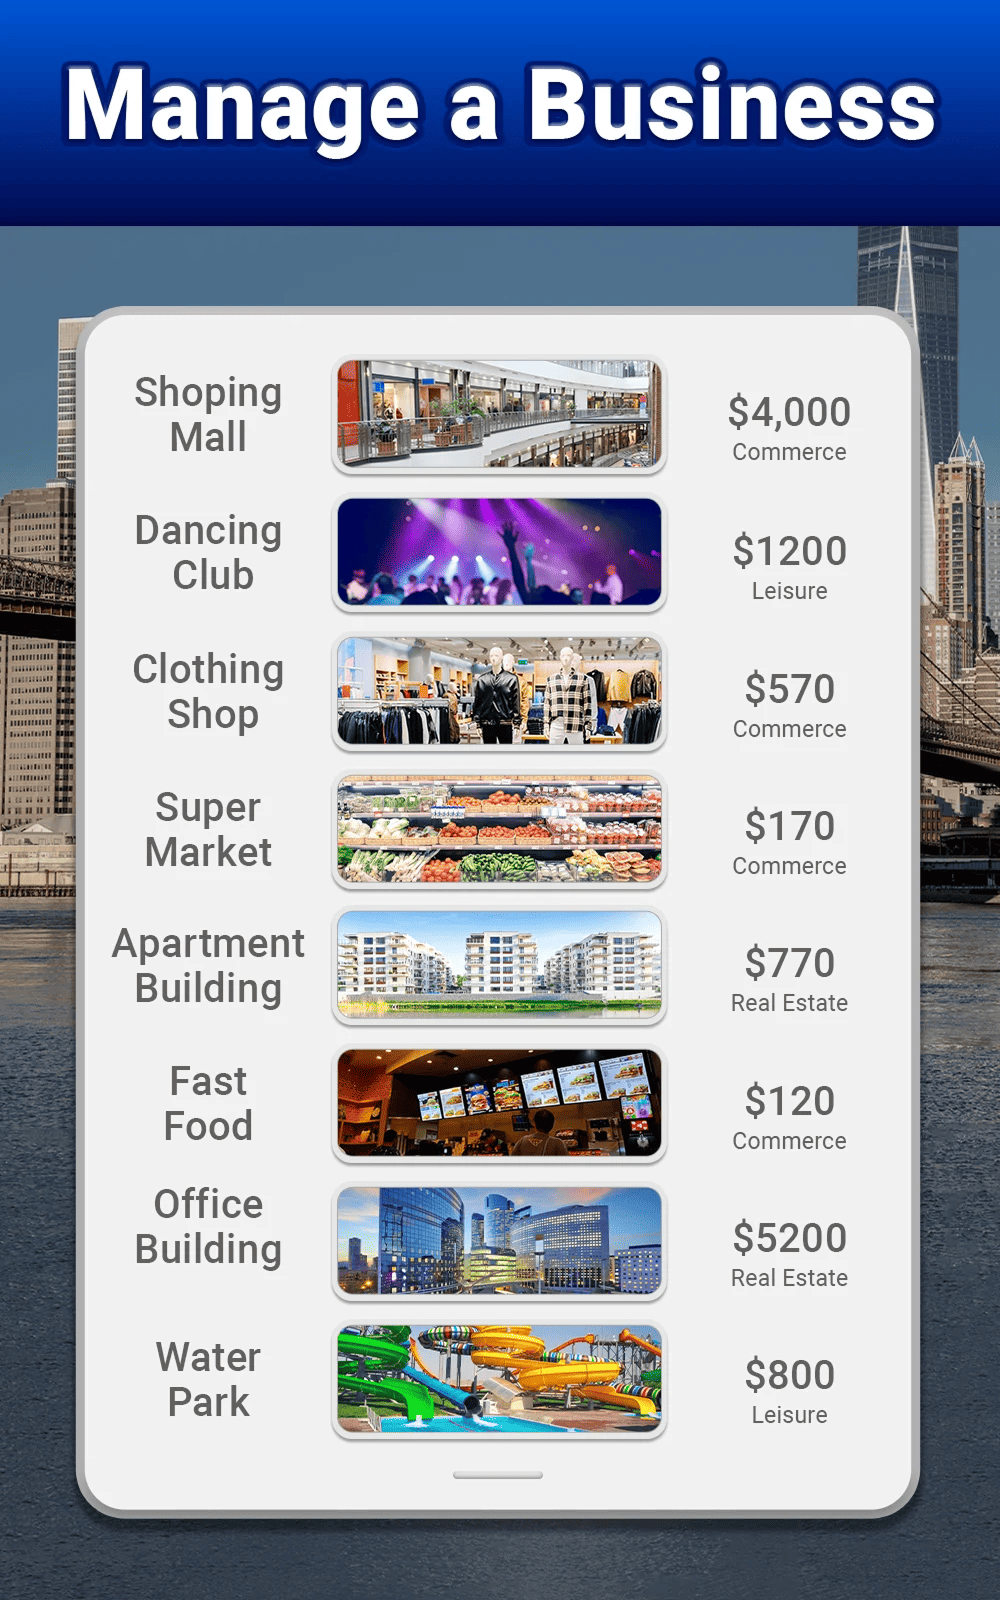 Manage a Business
Shoping
Mall
$4,000
Commerce
Dancing
Club
$1200
Leisure
Clothing
Shop
$570
Commerce
Super
Market
$170
Commerce
Apartment
Building
$770
Real Estate
Fast
Food
$120
Commerce
Office
Building
$5200
Real Estate
Water
Park
$800
Leisure